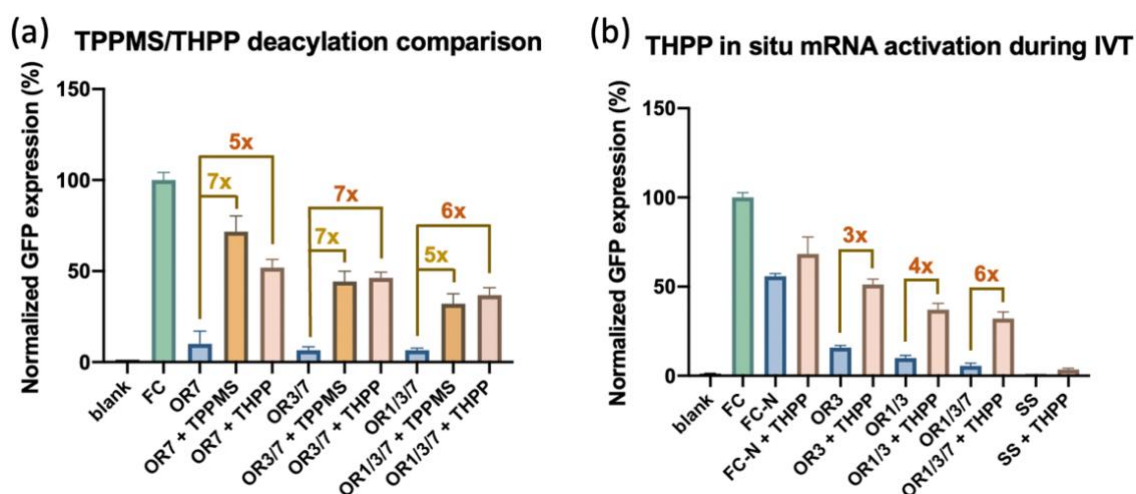 (a)
TPPMS/THPP deacylation comparison
Normalized GFP expression (%)
150
100
50
0
5x
7x
7x
7x
6x
5x
blank
FC
OR7
OR7 + TPPMS
OR7 + THPP
OR3/7
OR3/7 + TPPMS
OR3/7 + THPP
OR1/3/7
OR1/3/7 + TPPMS
OR1/3/7 + THPP
(b)
THPP in situ mRNA activation during IVT
Normalized GFP expression (%)
150
100
50
0
3x
4x
6x
blank
FC
FC-N
FC-N + THPP
OR3
OR3 + THPP
OR1/3
OR1/3 + THPP
OR1/3/7
OR1/3/7 + THPP
SS
SS + THPP